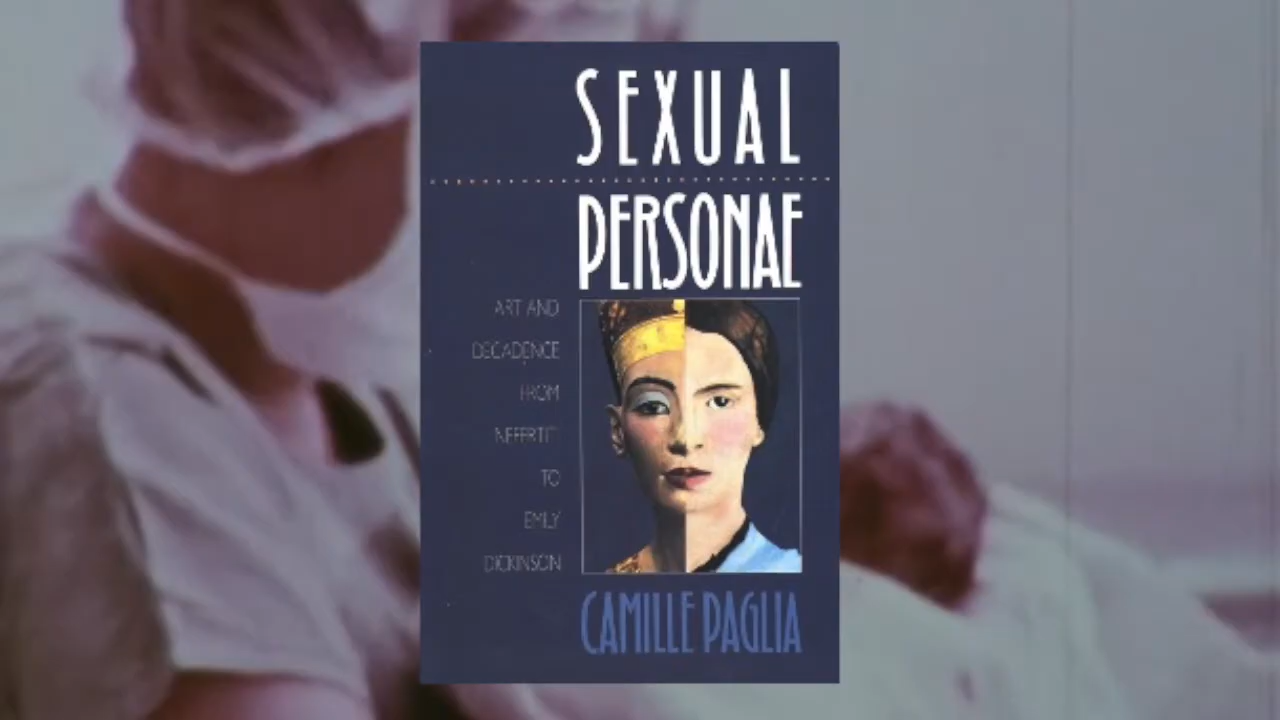 SEXUAL
PERSONAE
ART AND
DECADENCE
FROM
NEFERTITI
TO
EMILY
DICKINSON
CAMILLE PAGLIA